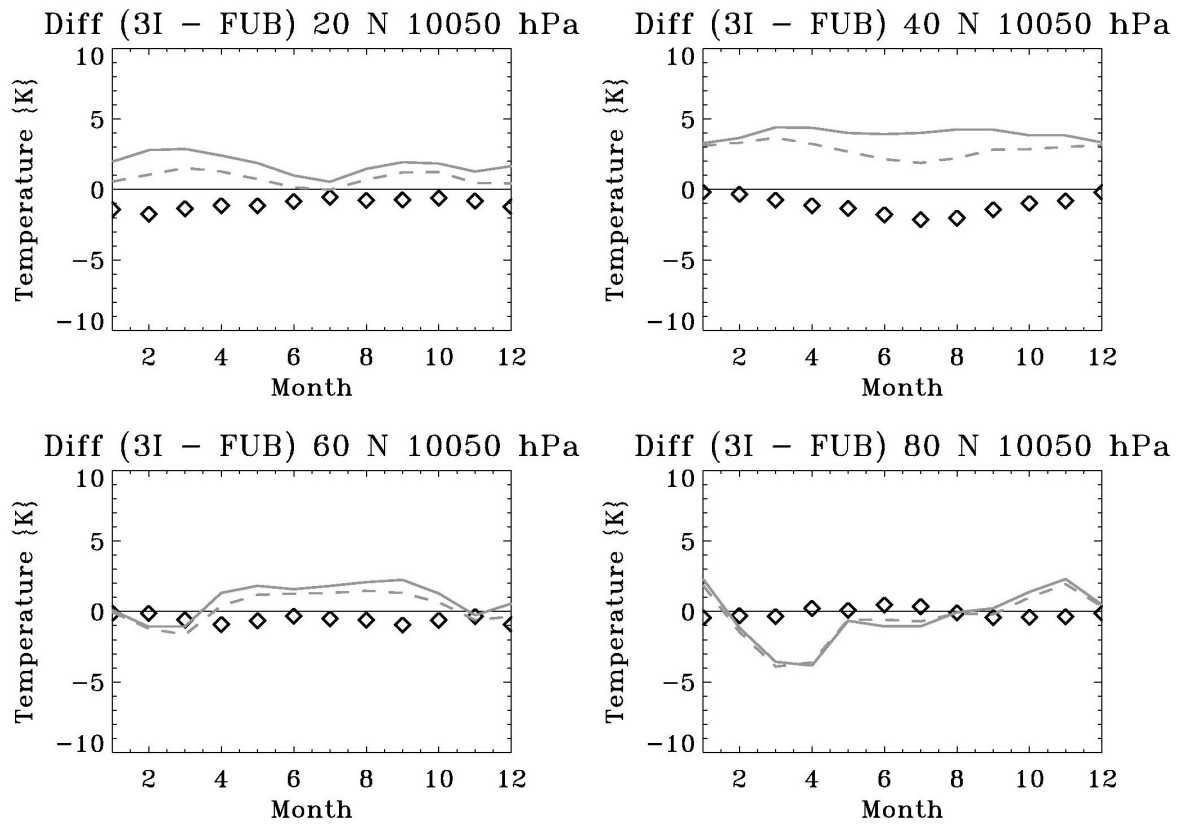 Diff (3I − FUB) 20 N 10050 hPa
10
5
0
−5
−10
Temperature {K}
2 4 6 8 10 12
Month
Diff (3I − FUB) 40 N 10050 hPa
10
5
0
−5
−10
Temperature {K}
2 4 6 8 10 12
Month
Diff (3I − FUB) 60 N 10050 hPa
10
5
0
−5
−10
Temperature {K}
2 4 6 8 10 12
Month
Diff (3I − FUB) 80 N 10050 hPa
10
5
0
−5
−10
Temperature {K}
2 4 6 8 10 12
Month